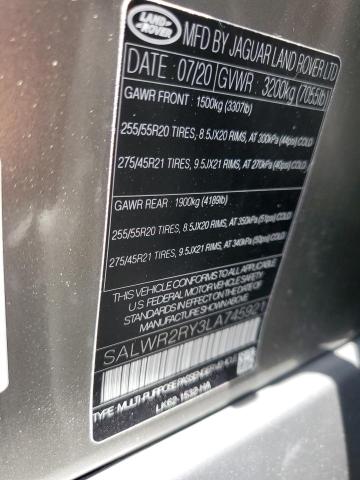 LAND ROVER
MFD BY JAGUAR LAND ROVER LTD
DATE : 07/20 GVWR : 3200kg (7055lb)
GAWR FRONT : 1500kg (3307lb)
255/55R20 TIRES, 8.5JX20 RIMS, AT 300kPa (44psi) COLD
275/45R21 TIRES, 9.5JX21 RIMS, AT 270kPa (40psi) COLD
GAWR REAR : 1900kg (4189lb)
255/55R20 TIRES, 8.5JX20 RIMS, AT 350kPa (51psi) COLD
275/45R21 TIRES, 9.5JX21 RIMS, AT 340kPa (50psi) COLD
THIS VEHICLE CONFORMS TO ALL APPLICABLE
U.S. FEDERAL MOTOR VEHICLE SAFETY
STANDARDS IN EFFECT ON THE DATE OF
MANUFACTURE SHOWN ABOVE
SALWR2RY3LA745921
TYPE: MULTI-PURPOSE PASSENGER VEHICLE
LK62-1532-HA